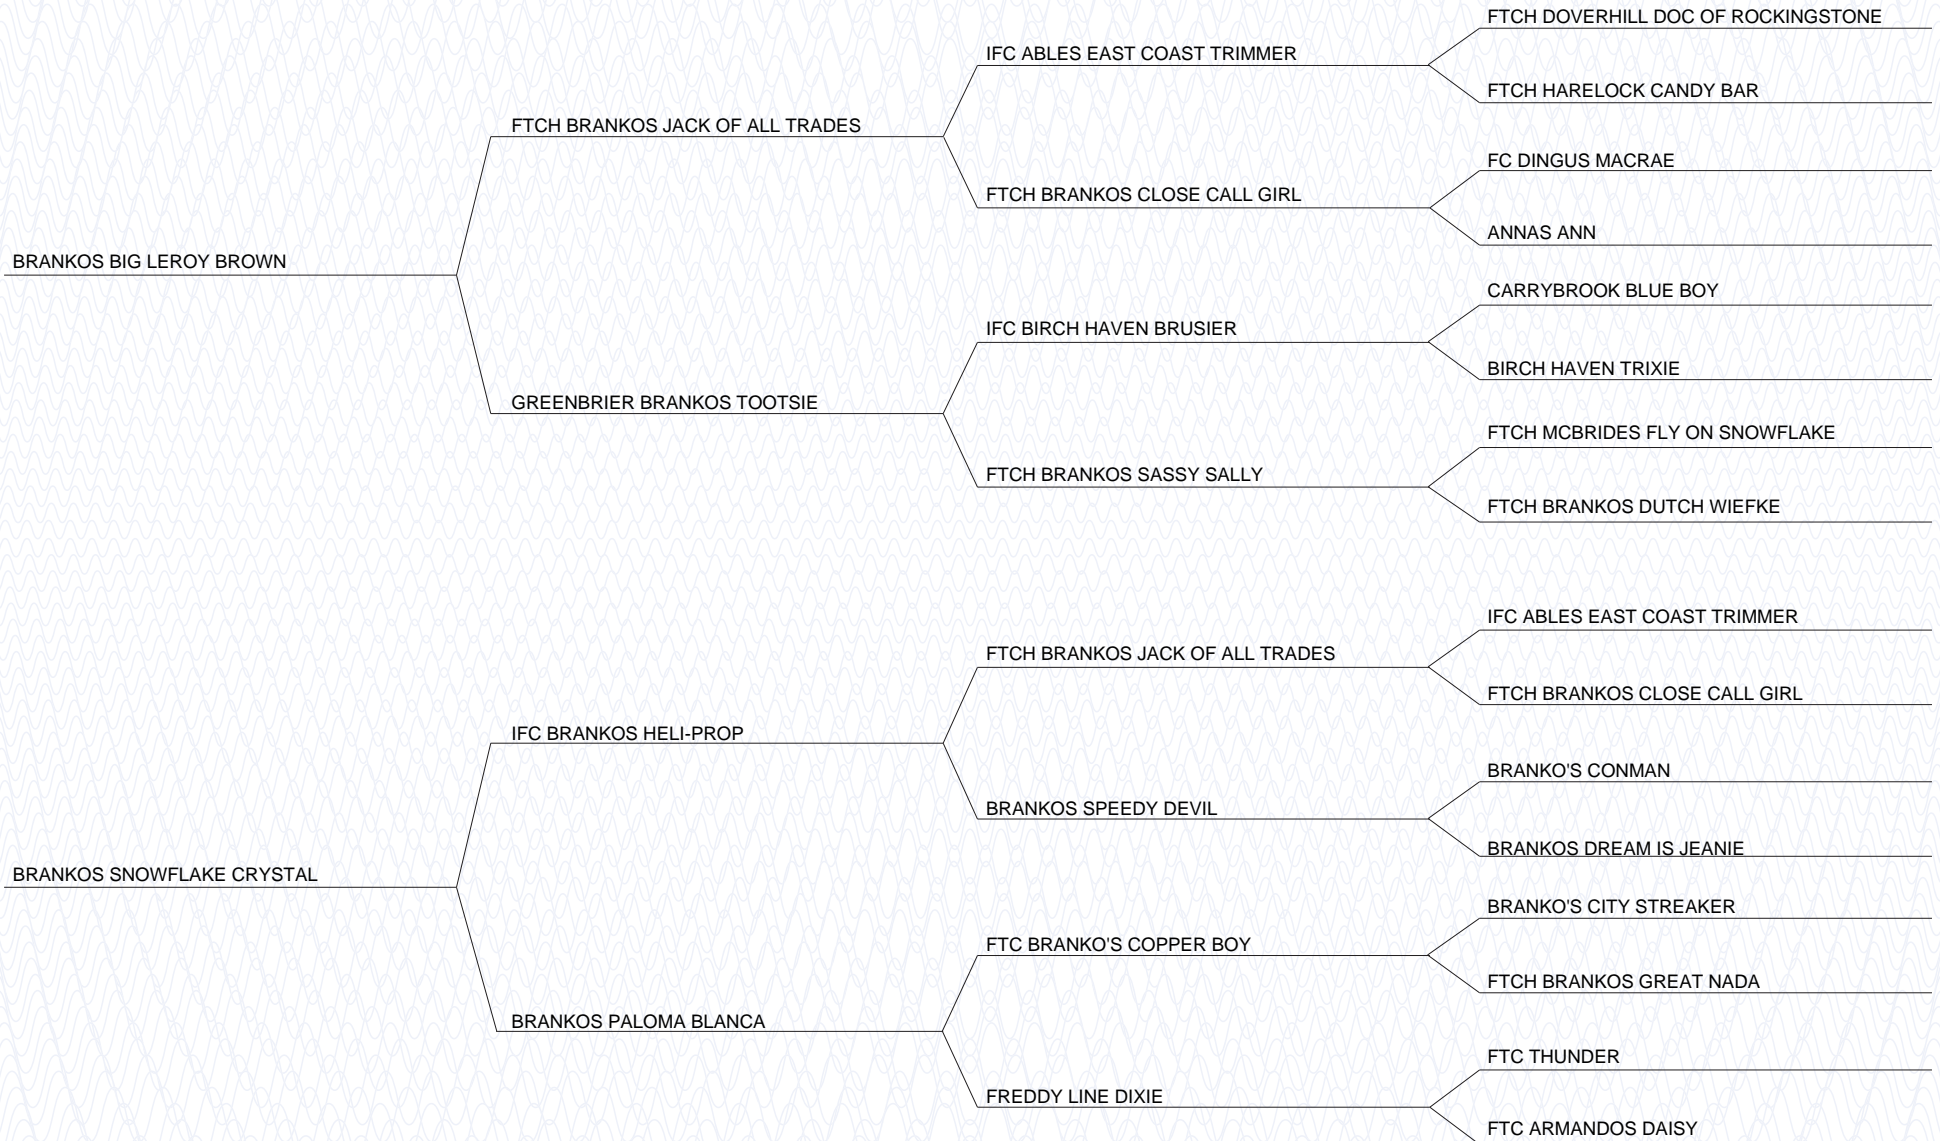 FTCH DOVERHILL DOC OF ROCKINGSTONE
IFC ABLES EAST COAST TRIMMER
FTCH HARELOCK CANDY BAR
FTCH BRANKOS JACK OF ALL TRADES
FC DINGUS MACRAE
FTCH BRANKOS CLOSE CALL GIRL
ANNAS ANN
BRANKOS BIG LEROY BROWN
CARRYBROOK BLUE BOY
IFC BIRCH HAVEN BRUSIER
BIRCH HAVEN TRIXIE
GREENBRIER BRANKOS TOOTSIE
FTCH MCBRIDES FLY ON SNOWFLAKE
FTCH BRANKOS SASSY SALLY
FTCH BRANKOS DUTCH WIEFKE
IFC ABLES EAST COAST TRIMMER
FTCH BRANKOS JACK OF ALL TRADES
FTCH BRANKOS CLOSE CALL GIRL
IFC BRANKOS HELI-PROP
BRANKO'S CONMAN
BRANKOS SPEEDY DEVIL
BRANKOS DREAM IS JEANIE
BRANKOS SNOWFLAKE CRYSTAL
BRANKO'S CITY STREAKER
FTC BRANKO'S COPPER BOY
FTCH BRANKOS GREAT NADA
BRANKOS PALOMA BLANCA
FTC THUNDER
FREDDY LINE DIXIE
FTC ARMANDOS DAISY